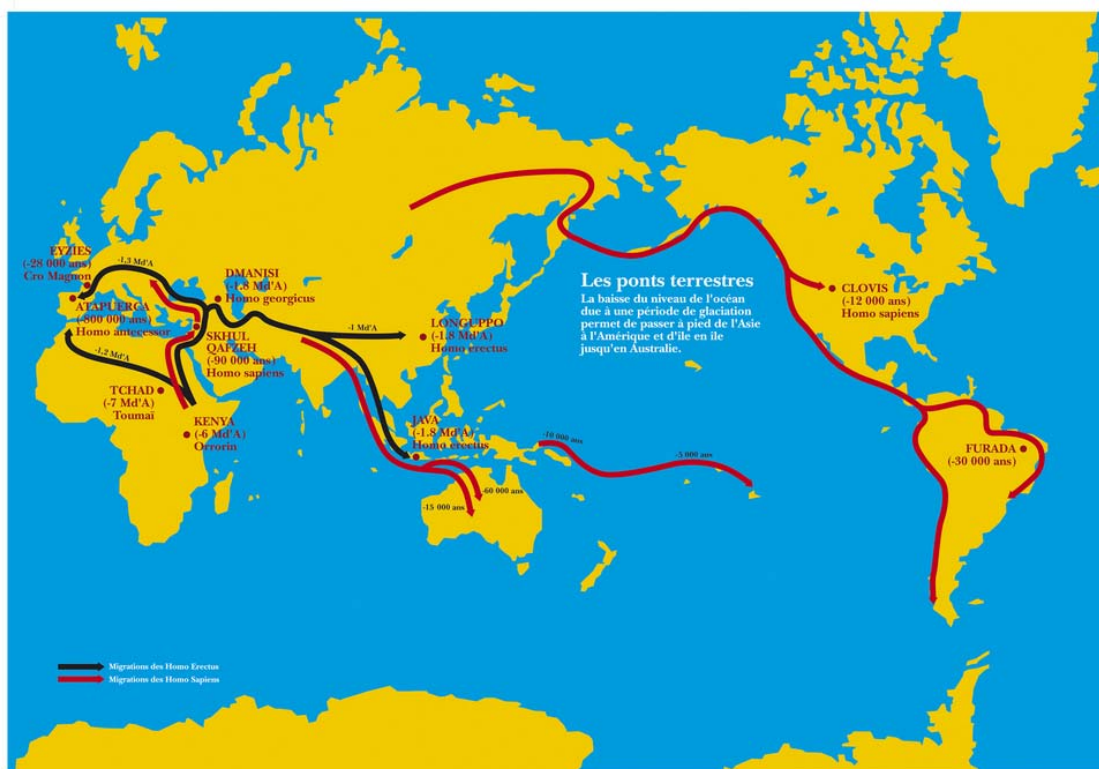 EYZIES
(-28 000 ans)
Cro Magnon
-1,3 Md'A
ATAPUERCA
(-800 000 ans)
Homo antecessor
DMANISI
(-1.8 Md'A)
Homo georgicus
SKHUL
QAFZEH
(-90 000 ans)
Homo sapiens
-1,2 Md'A
TCHAD
(-7 Md'A)
Toumaï
KENYA
(-6 Md'A)
Orrorin
-1 Md'A
LONGUPPO
(-1.8 Md'A)
Homo erectus
JAVA
(-1.8 Md'A)
Homo erectus
-60 000 ans
-15 000 ans
-10 000 ans
-5 000 ans
Les ponts terrestres
La baisse du niveau de l'océan
due à une période de glaciation
permet de passer à pied de l'Asie
à l'Amérique et d'ile en île
jusqu'en Australie.
CLOVIS
(-12 000 ans)
Homo sapiens
FURADA
(-30 000 ans)
Migrations des Homo Erectus
Migrations des Homo Sapiens